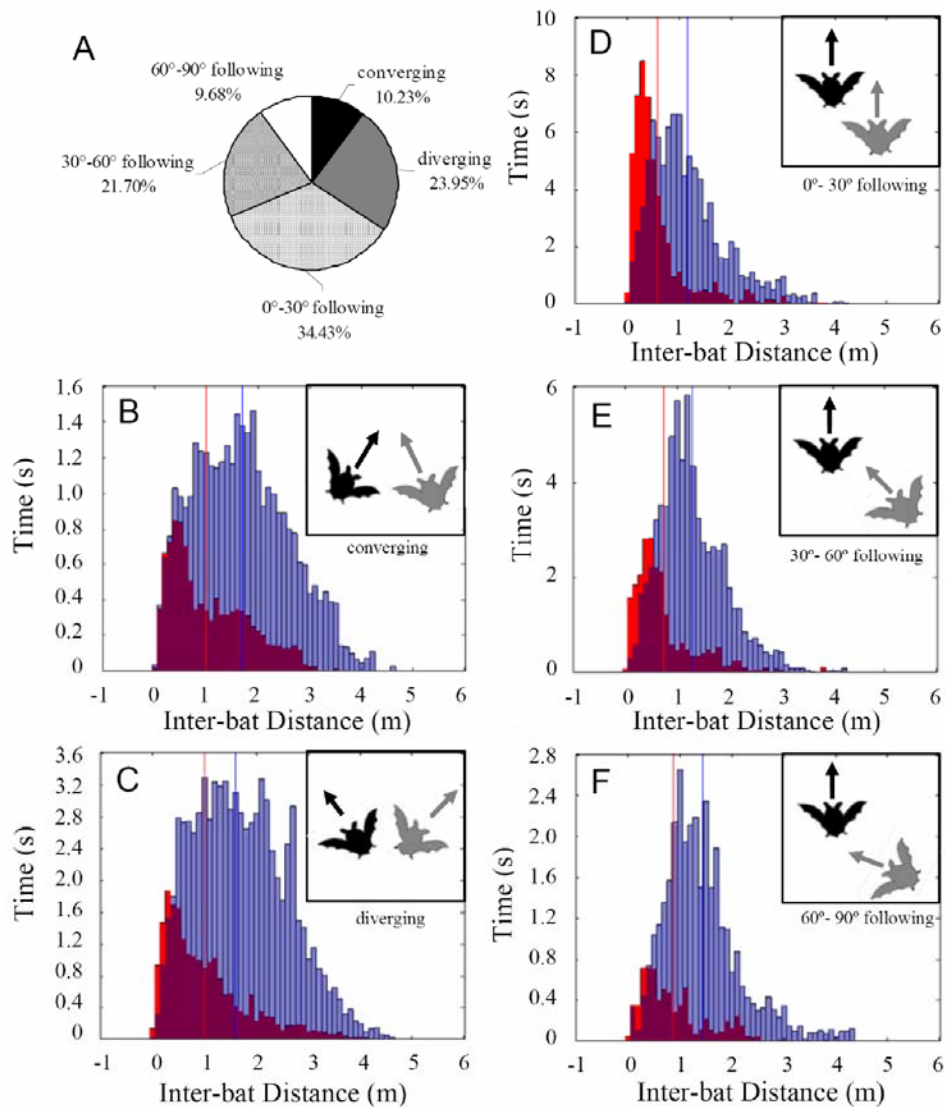 A
60°-90° following
9.68%
converging
10.23%
30°-60° following
21.70%
diverging
23.95%
0°-30° following
34.43%
D
10
8
6
4
2
0
Time (s)
-1 0 1 2 3 4 5 6
Inter-bat Distance (m)
0º- 30º following
B
1.6
1.4
1.2
1.0
0.8
0.6
0.4
0.2
0
Time (s)
-1 0 1 2 3 4 5 6
Inter-bat Distance (m)
converging
E
6
4
2
0
Time (s)
-1 0 1 2 3 4 5 6
Inter-bat Distance (m)
30º- 60º following
C
3.6
3.2
2.8
2.4
2.0
1.6
1.2
0.8
0.4
0
Time (s)
-1 0 1 2 3 4 5 6
Inter-bat Distance (m)
diverging
F
2.8
2.4
2.0
1.6
1.2
0.8
0.4
0
Time (s)
-1 0 1 2 3 4 5 6
Inter-bat Distance (m)
60º- 90º following